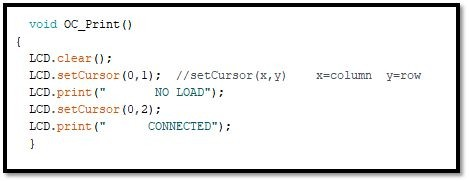 void OC_Print()
{
LCD.clear();
LCD.setCursor(0,1);  //setCursor(x,y)    x=column  y=row
LCD.print("       NO LOAD");
LCD.setCursor(0,2);
LCD.print("      CONNECTED");
}